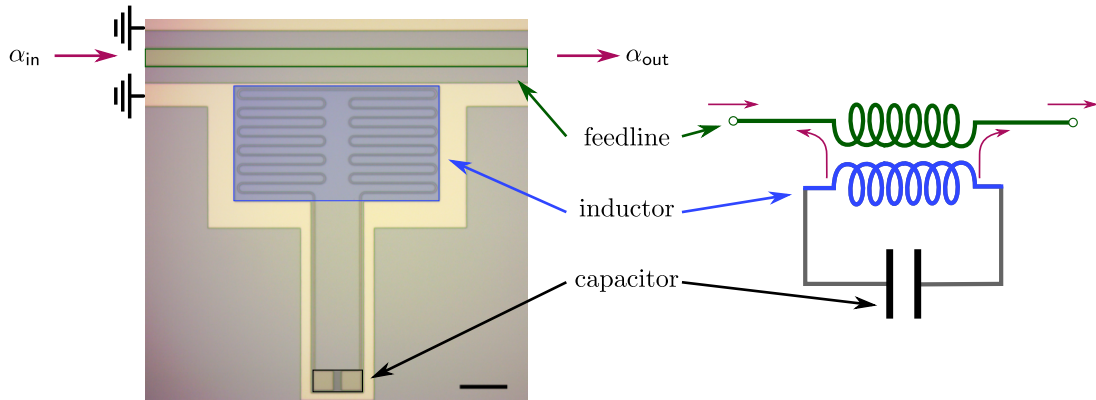 α_in
α_out
feedline
inductor
capacitor